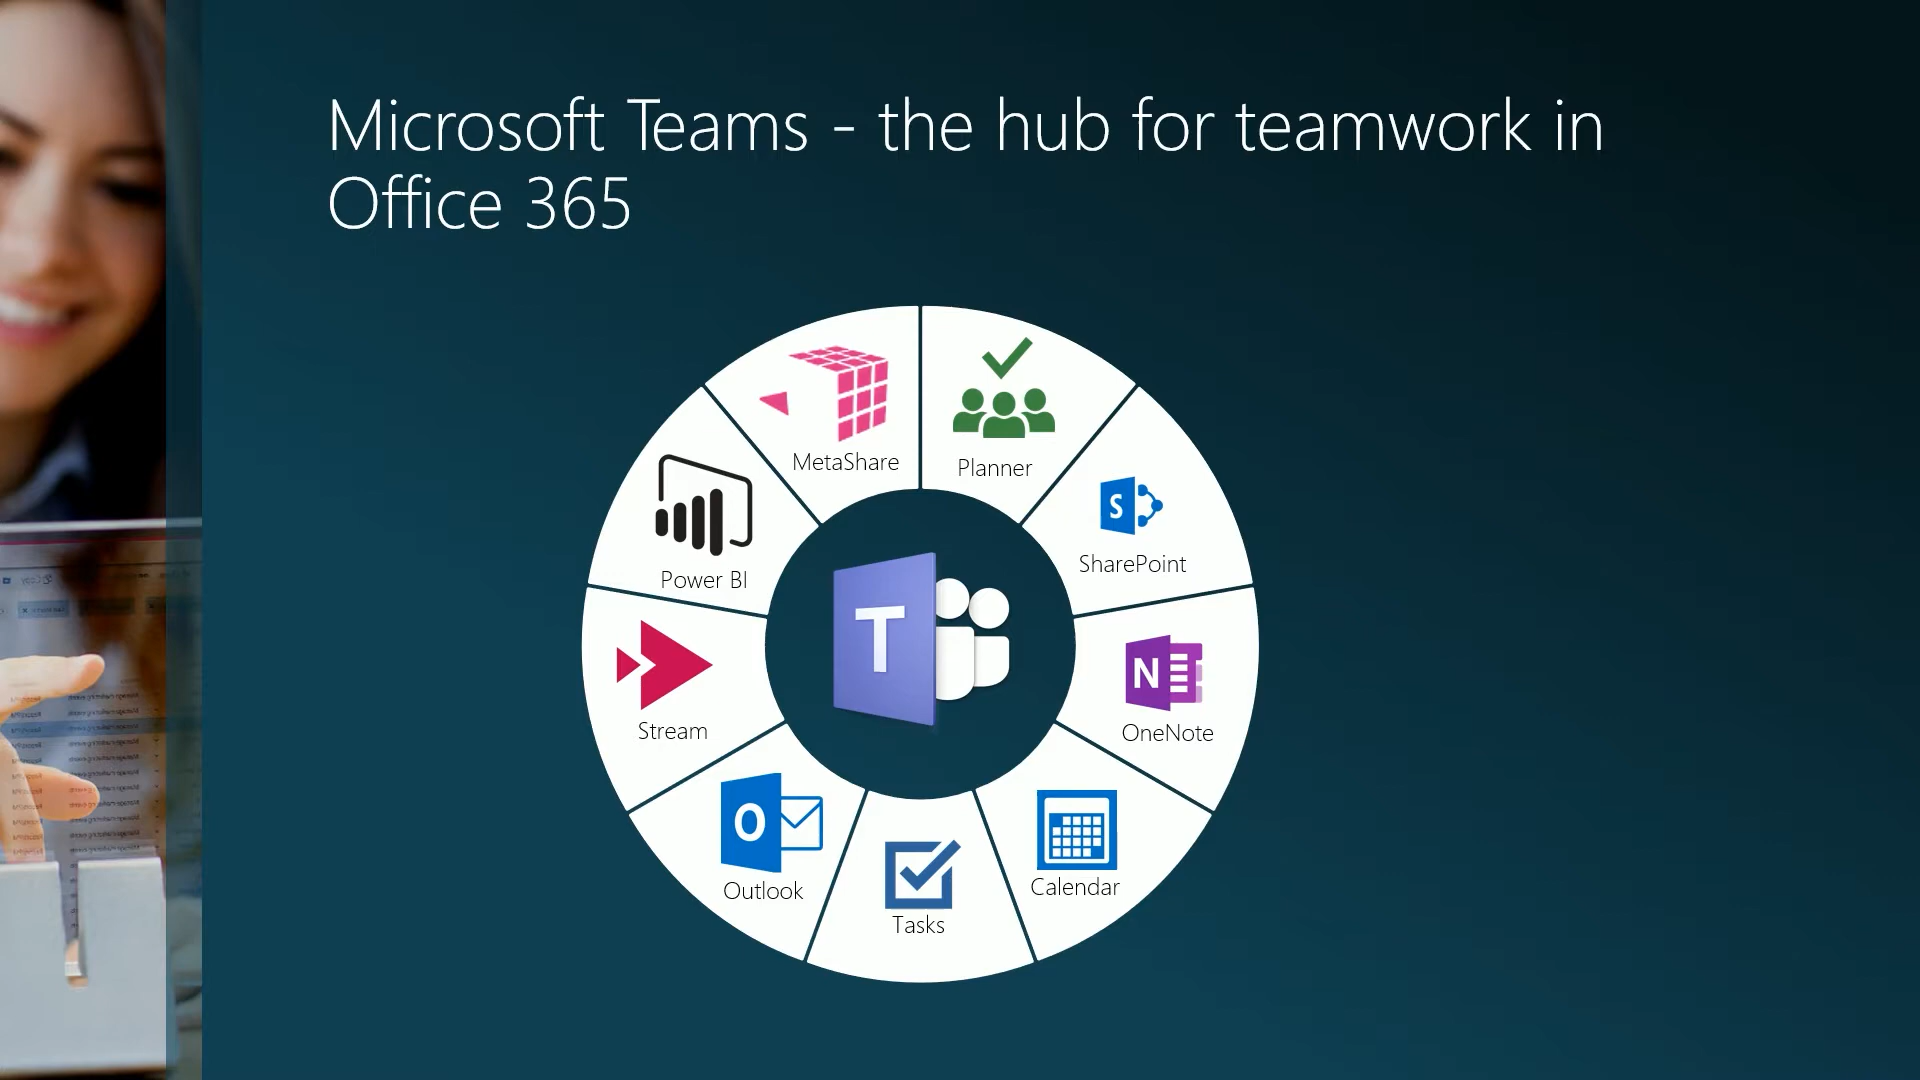 Microsoft Teams - the hub for teamwork in
Office 365
MetaShare
Planner
Power BI
S
SharePoint
T
Stream
N
OneNote
O
Outlook
Tasks
Calendar